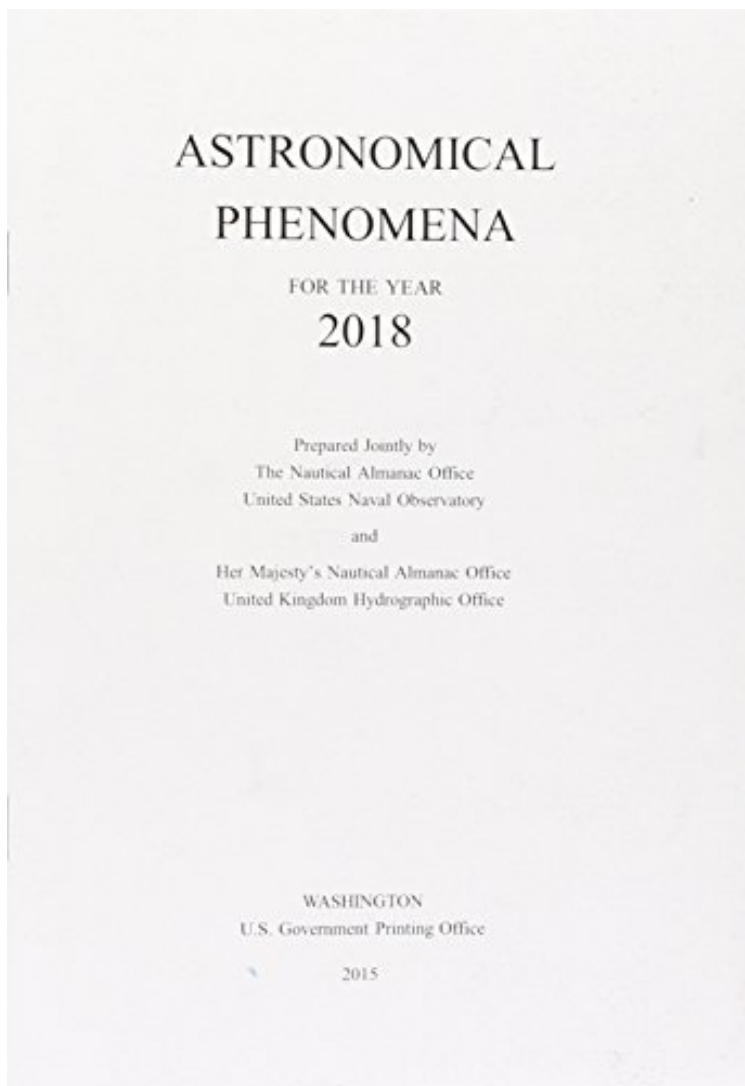 ASTRONOMICAL
PHENOMENA
FOR THE YEAR
2018
Prepared Jointly by
The Nautical Almanac Office
United States Naval Observatory
and
Her Majesty's Nautical Almanac Office
United Kingdom Hydrographic Office
WASHINGTON
U.S. Government Printing Office
2015